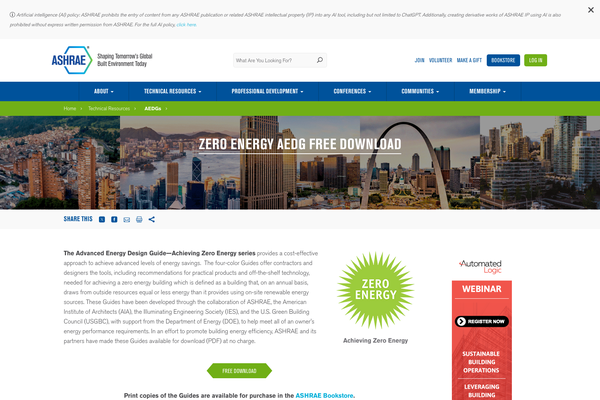 Artificial intelligence (AI) policy: ASHRAE prohibits the entry of content from any ASHRAE publication or related ASHRAE intellectual property (IP) into any AI tool, including but not limited to ChatGPT. Additionally, creating derivative works of ASHRAE IP using AI is also
prohibited without express written permission from ASHRAE. For the full AI policy, click here.
ASHRAE
Shaping Tomorrow's Global
Built Environment Today
What Are You Looking For?
JOIN VOLUNTEER MAKE A GIFT BOOKSTORE LOG IN
ABOUT TECHNICAL RESOURCES PROFESSIONAL DEVELOPMENT CONFERENCES COMMUNITIES MEMBERSHIP
Home › Technical Resources › AEDGs ›
ZERO ENERGY AEDG FREE DOWNLOAD
SHARE THIS
The Advanced Energy Design Guide—Achieving Zero Energy series provides a cost-effective
approach to achieve advanced levels of energy savings. The four-color Guides offer contractors and
designers the tools, including recommendations for practical products and off-the-shelf technology,
needed for achieving a zero energy building which is defined as a building that, on an annual basis,
draws from outside resources equal or less energy than it provides using on-site renewable energy
sources. These Guides have been developed through the collaboration of ASHRAE, the American
Institute of Architects (AIA), the Illuminating Engineering Society (IES), and the U.S. Green Building
Council (USGBC), with support from the Department of Energy (DOE), to help meet all of an owner's
energy performance requirements. In an effort to promote building energy efficiency, ASHRAE and its
partners have made these Guides available for download (PDF) at no charge.
ZERO
ENERGY
Achieving Zero Energy
FREE DOWNLOAD
Print copies of the Guides are available for purchase in the ASHRAE Bookstore.
Automated
Logic
WEBINAR
REGISTER NOW
SUSTAINABLE
BUILDING
OPERATIONS
LEVERAGING
BUILDING